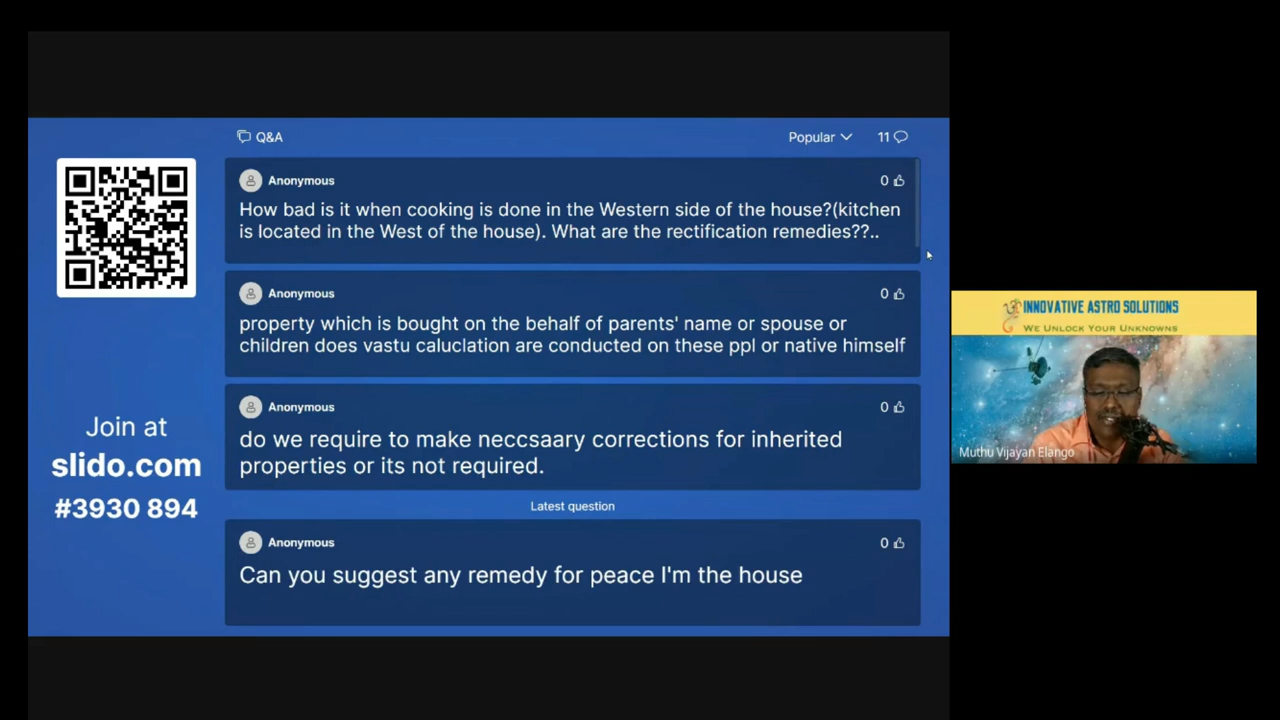 Q&A
Popular
11
Anonymous
0
How bad is it when cooking is done in the Western side of the house?(kitchen
is located in the West of the house). What are the rectification remedies??..
Anonymous
0
property which is bought on the behalf of parents' name or spouse or
children does vastu caluclation are conducted on these ppl or native himself
Anonymous
0
do we require to make neccsaary corrections for inherited
properties or its not required.
Latest question
Anonymous
0
Can you suggest any remedy for peace I'm the house
Join at
slido.com
#3930 894
INNOVATIVE ASTRO SOLUTIONS
WE UNLOCK YOUR UNKNOWNS
Muthu Vijayan Elango